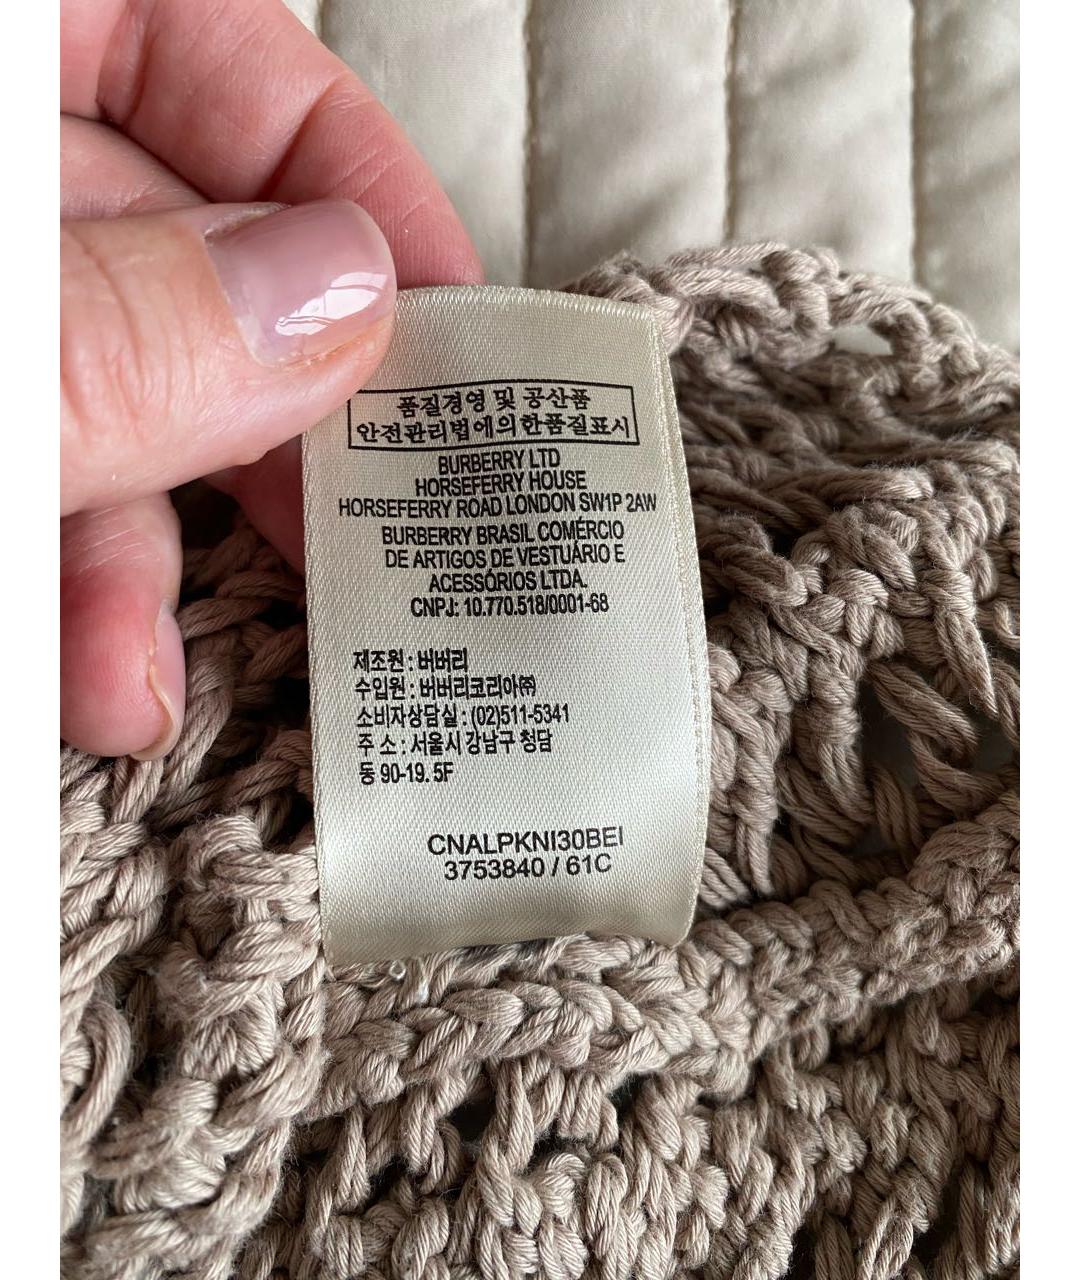 품질경영 및 공산품
안전관리법에의한품질표시
BURBERRY LTD
HORSEFERRY HOUSE
HORSEFERRY ROAD LONDON SW1P 2AW
BURBERRY BRASIL COMÉRCIO
DE ARTIGOS DE VESTUÁRIO E
ACESSÓRIOS LTDA.
CNPJ: 10.770.518/0001-68
제조원 : 버버리
수입원 : 버버리코리아㈜
소비자상담실 : (02)511-5341
주 소 : 서울시 강남구 청담
동 90-19. 5F
CNALPKNI30BEI
3753840 / 61C